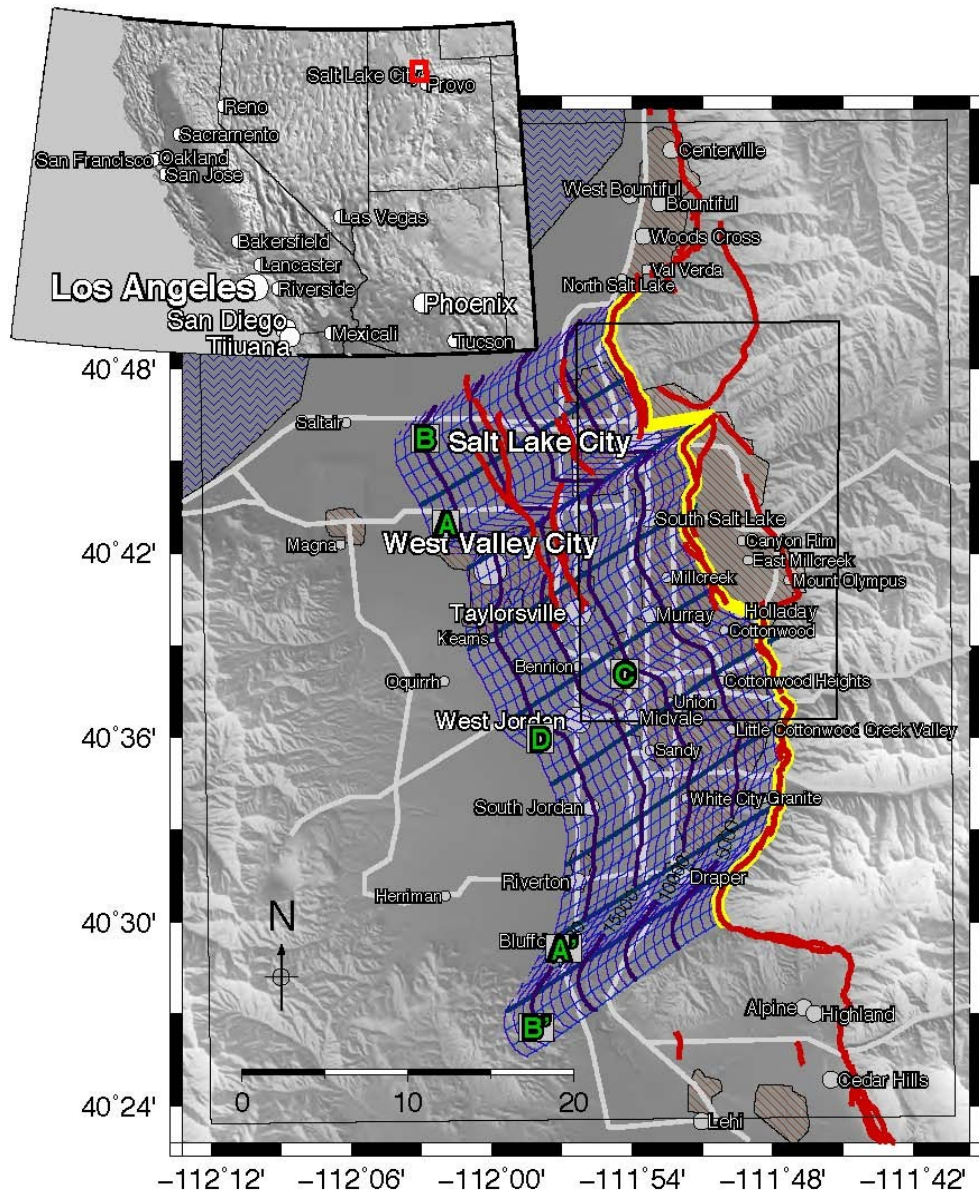 Salt Lake City
Provo
Reno
Sacramento
San Francisco
Oakland
San Jose
Las Vegas
Bakersfield
Lancaster
Los Angeles
Riverside
Phoenix
San Diego
Mexicali
Tijuana
Tucson
Centerville
West Bountiful
Bountiful
Woods Cross
Val Verda
North Salt Lake
40°48'
Saltair
B
Salt Lake City
A
South Salt Lake
Magna
West Valley City
Canyon Rim
East Millcreek
40°42'
Millcreek
Mount Olympus
Taylorsville
Murray
Holladay
Kearns
Cottonwood
Bennion
C
Oquirrh
Cottonwood Heights
Union
West Jordan
Midvale
D
Little Cottonwood Creek Valley
40°36'
Sandy
South Jordan
White City
Granite
5000
10000
15000
Riverton
Draper
Herriman
40°30'
N
A'
B'
Alpine
Highland
Cedar Hills
0
10
20
40°24'
Lehi
−112°12'
−112°06'
−112°00'
−111°54'
−111°48'
−111°42'